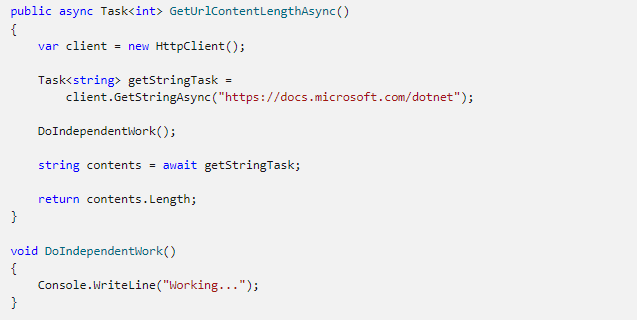 public async Task<int> GetUrlContentLengthAsync()
{
    var client = new HttpClient();

    Task<string> getStringTask =
        client.GetStringAsync("https://docs.microsoft.com/dotnet");

    DoIndependentWork();

    string contents = await getStringTask;

    return contents.Length;
}

void DoIndependentWork()
{
    Console.WriteLine("Working...");
}